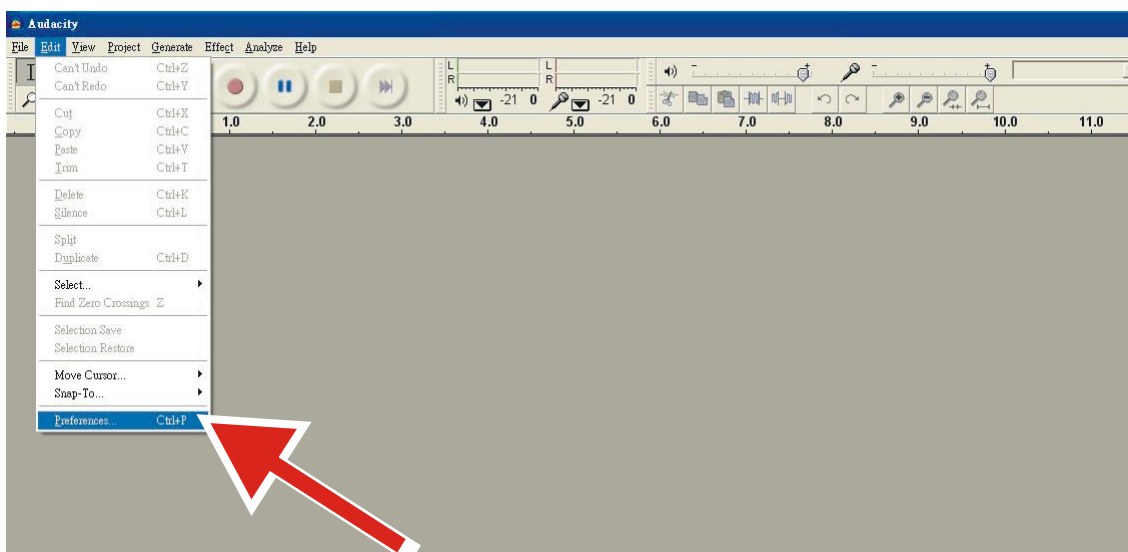 Audacity
File Edit View Project Generate Effect Analyze Help
Can't Undo Ctrl+Z
Can't Redo Ctrl+Y
Cut Ctrl+X
Copy Ctrl+C
Paste Ctrl+V
Trim Ctrl+T
Delete Ctrl+K
Silence Ctrl+L
Split
Duplicate Ctrl+D
Select...
Find Zero Crossings Z
Selection Save
Selection Restore
Move Cursor...
Snap-To...
Preferences... Ctrl+P
L L
R R
-21 0 -21 0
1.0 2.0 3.0 4.0 5.0 6.0 7.0 8.0 9.0 10.0 11.0